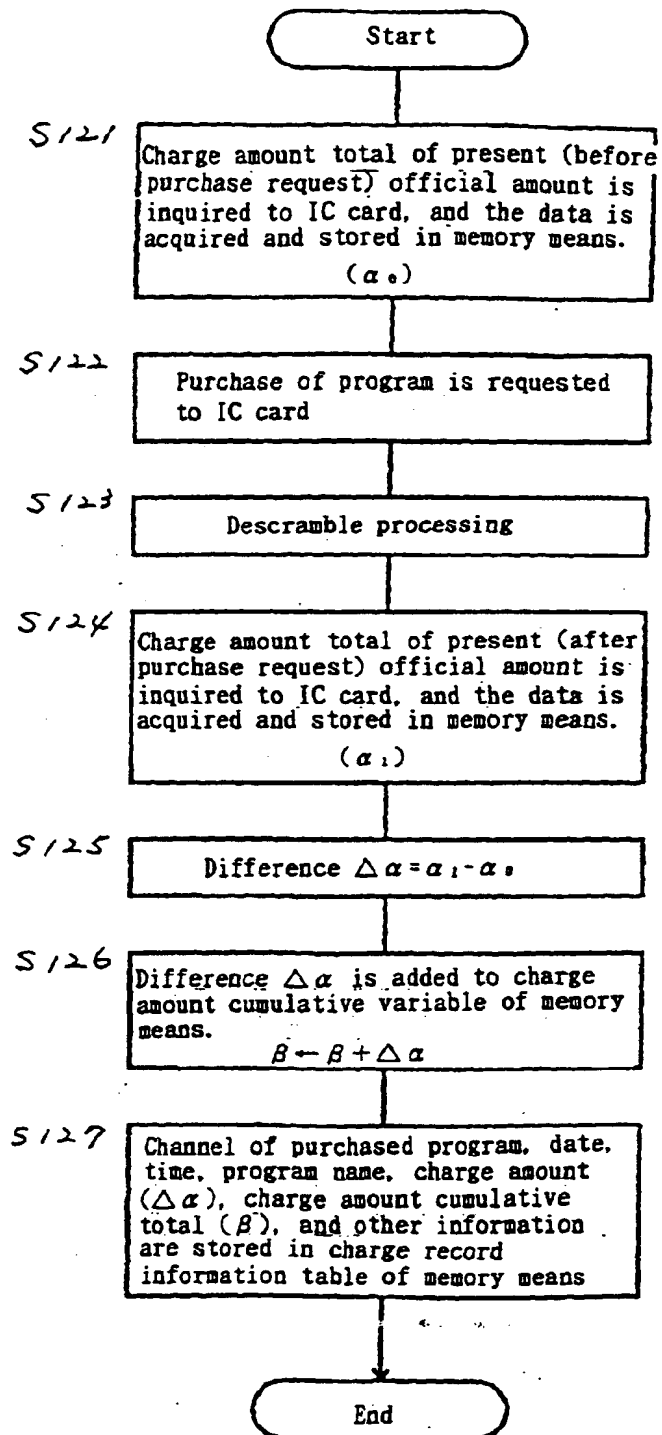 Start
S121
Charge amount total of present (before
purchase request) official amount is
inquired to IC card, and the data is
acquired and stored in memory means.
(α₀)
S122
Purchase of program is requested
to IC card
S123
Descramble processing
S124
Charge amount total of present (after
purchase request) official amount is
inquired to IC card, and the data is
acquired and stored in memory means.
(α₁)
S125
Difference △α=α₁-α₀
S126
Difference △α is added to charge
amount cumulative variable of memory
means.
β←β+△α
S127
Channel of purchased program, date,
time, program name, charge amount
(△α), charge amount cumulative
total (β), and other information
are stored in charge record
information table of memory means
End